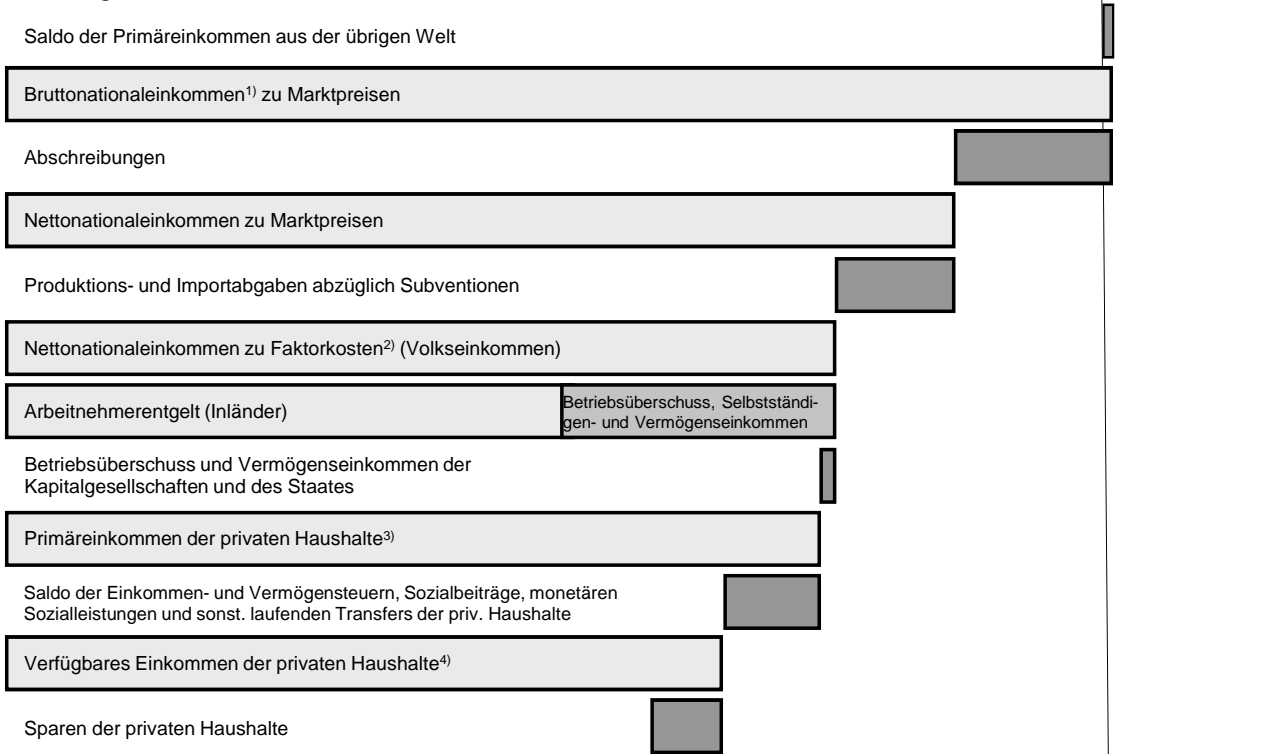 Saldo der Primäreinkommen aus der übrigen Welt
Bruttonationaleinkommen1) zu Marktpreisen
Abschreibungen
Nettonationaleinkommen zu Marktpreisen
Produktions- und Importabgaben abzüglich Subventionen
Nettonationaleinkommen zu Faktorkosten2) (Volkseinkommen)
Arbeitnehmerentgelt (Inländer)
Betriebsüberschuss, Selbstständi-
gen- und Vermögenseinkommen
Betriebsüberschuss und Vermögenseinkommen der
Kapitalgesellschaften und des Staates
Primäreinkommen der privaten Haushalte3)
Saldo der Einkommen- und Vermögensteuern, Sozialbeiträge, monetären
Sozialleistungen und sonst. laufenden Transfers der priv. Haushalte
Verfügbares Einkommen der privaten Haushalte4)
Sparen der privaten Haushalte